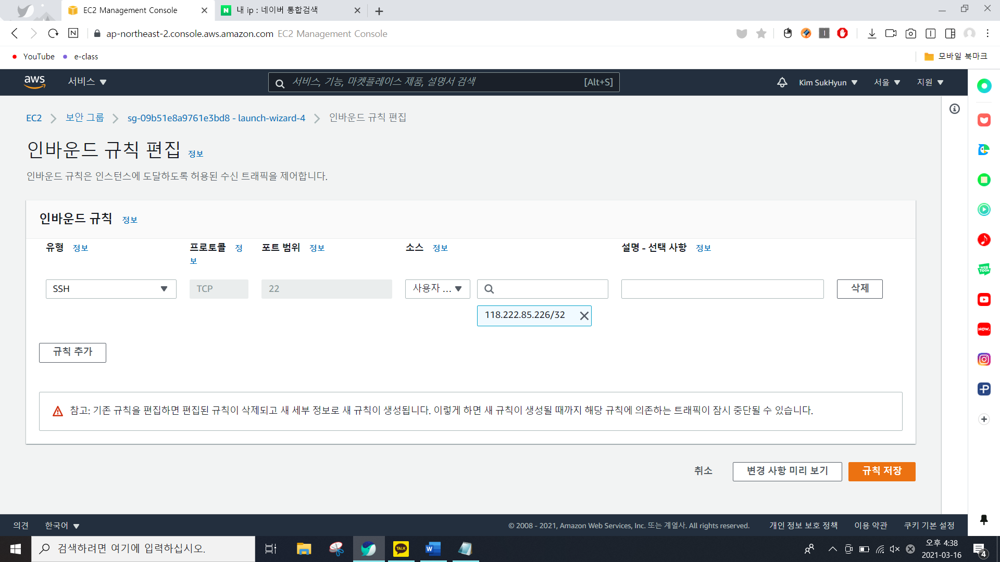 EC2 Management Console
내 ip : 네이버 통합검색
ap-northeast-2.console.aws.amazon.com EC2 Management Console
YouTube
e-class
모바일 북마크
aws
서비스
서비스, 기능, 마켓플레이스 제품, 설명서 검색
[Alt+S]
Kim SukHyun
서울
지원
EC2
보안 그룹
sg-09b51e8a9761e3bd8 - launch-wizard-4
인바운드 규칙 편집
인바운드 규칙 편집 정보
인바운드 규칙은 인스턴스에 도달하도록 허용된 수신 트래픽을 제어합니다.
인바운드 규칙 정보
유형 정보
프로토콜 정
보
포트 범위 정보
소스 정보
설명 - 선택 사항 정보
SSH
TCP
22
사용자 ...
삭제
118.222.85.226/32
규칙 추가
참고: 기존 규칙을 편집하면 편집된 규칙이 삭제되고 새 세부 정보로 새 규칙이 생성됩니다. 이렇게 하면 새 규칙이 생성될 때까지 해당 규칙에 의존하는 트래픽이 잠시 중단될 수 있습니다.
취소
변경 사항 미리 보기
규칙 저장
의견
한국어
© 2008 - 2021, Amazon Web Services, Inc. 또는 계열사. All rights reserved.
개인 정보 보호 정책
이용 약관
쿠키 기본 설정
WEB
TOON
NOW.
검색하려면 여기에 입력하십시오.
TALK
오후 4:38
2021-03-16
4